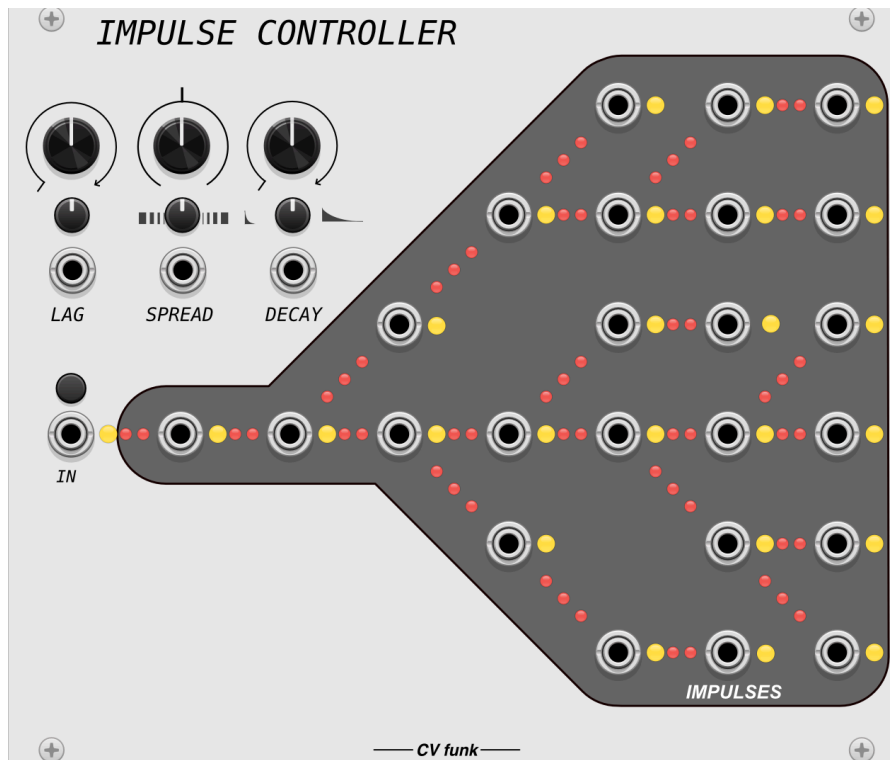 IMPULSE CONTROLLER
LAG
SPREAD
DECAY
IN
IMPULSES
CV funk